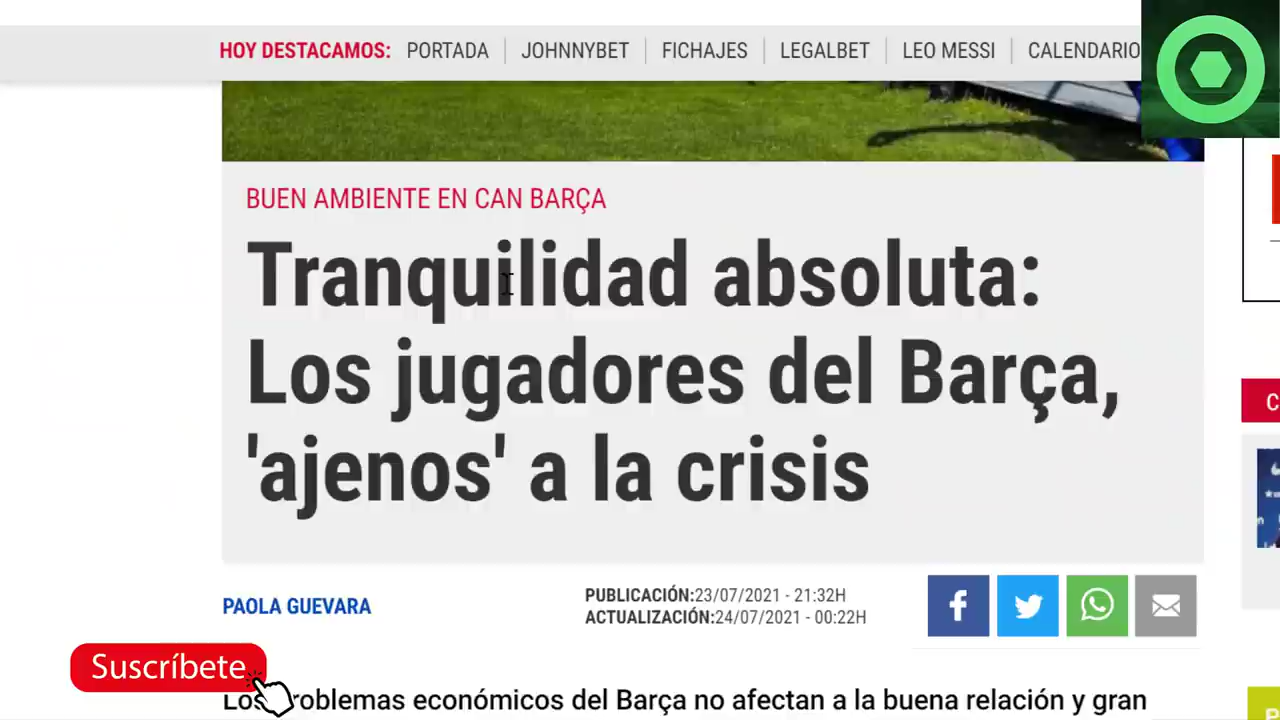 HOY DESTACAMOS: PORTADA JOHNNYBET FICHAJES LEGALBET LEO MESSI CALENDARIO
BUEN AMBIENTE EN CAN BARÇA
Tranquilidad absoluta:
Los jugadores del Barça,
'ajenos' a la crisis
PAOLA GUEVARA
PUBLICACIÓN:23/07/2021 - 21:32H
ACTUALIZACIÓN:24/07/2021 - 00:22H
Suscríbete
Los problemas económicos del Barça no afectan a la buena relación y gran